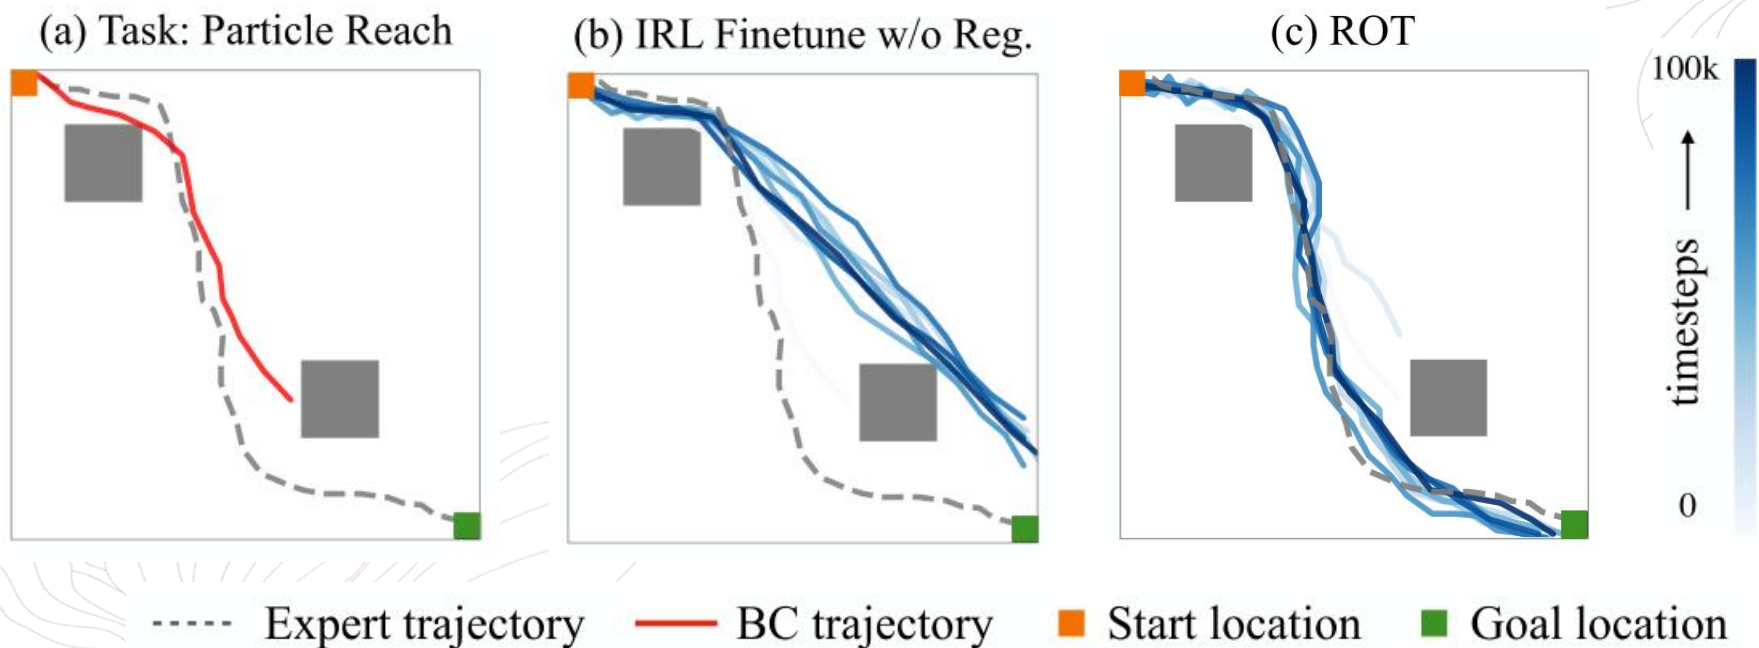 (a) Task: Particle Reach
(b) IRL Finetune w/o Reg.
(c) ROT
100k
timesteps
0
Expert trajectory
BC trajectory
Start location
Goal location